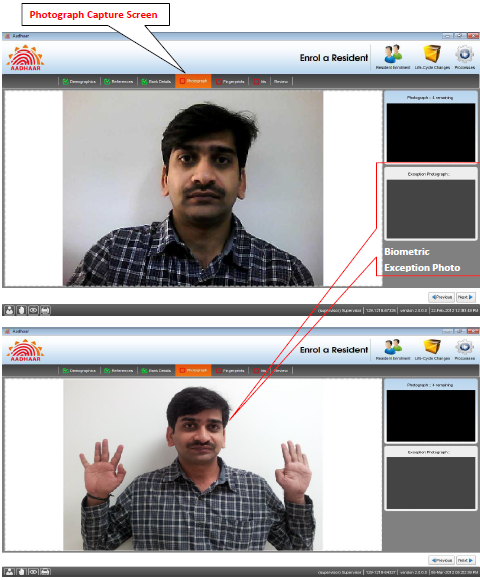 Photograph Capture Screen
Aadhaar
AADHAAR
Enrol a Resident
Resident Enrolment
Life-Cycle Changes
Processes
Demographics
References
Bank Details
Photograph
Fingerprints
Iris
Review
Photograph : 4 remaining
Exception Photograph:
Biometric
Exception Photo
Previous
Next
Aadhaar
AADHAAR
Enrol a Resident
Resident Enrolment
Life-Cycle Changes
Processes
Demographics
References
Bank Details
Photograph
Fingerprints
Iris
Review
Photograph : 4 remaining
Exception Photograph:
Previous
Next